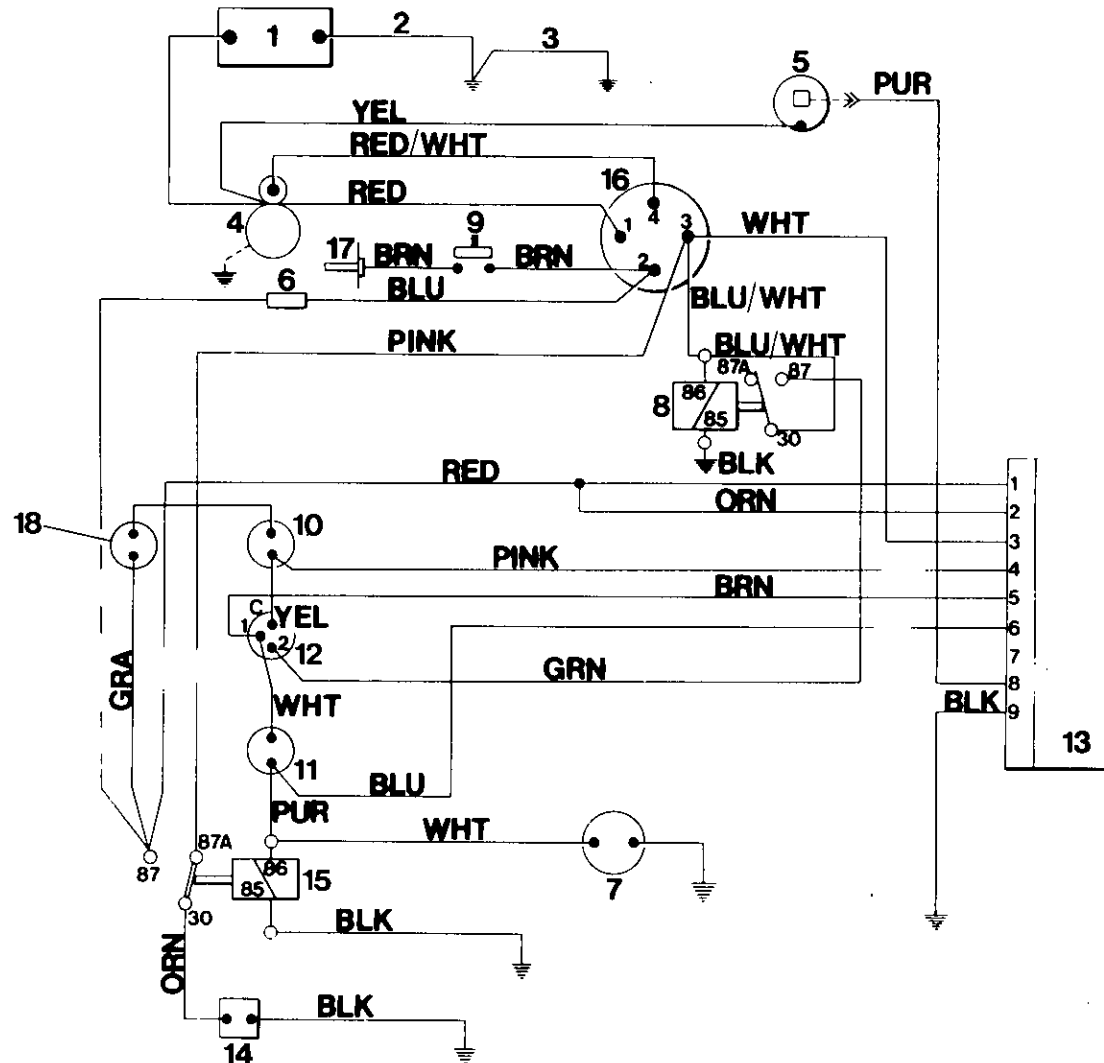 1
2
3
5
PUR
YEL
RED/WHT
RED
16
4
1
3
WHT
4
9
2
17
BRN
BRN
6
BLU
BLU/WHT
PINK
BLU/WHT
87A
87
8
86
85
30
BLK
RED
1
ORN
2
18
10
3
PINK
4
BRN
5
C
YEL
1
6
2
12
GRN
7
GRA
8
WHT
BLK
9
13
11
BLU
PUR
WHT
87A
87
86
85
15
7
30
BLK
ORN
BLK
14